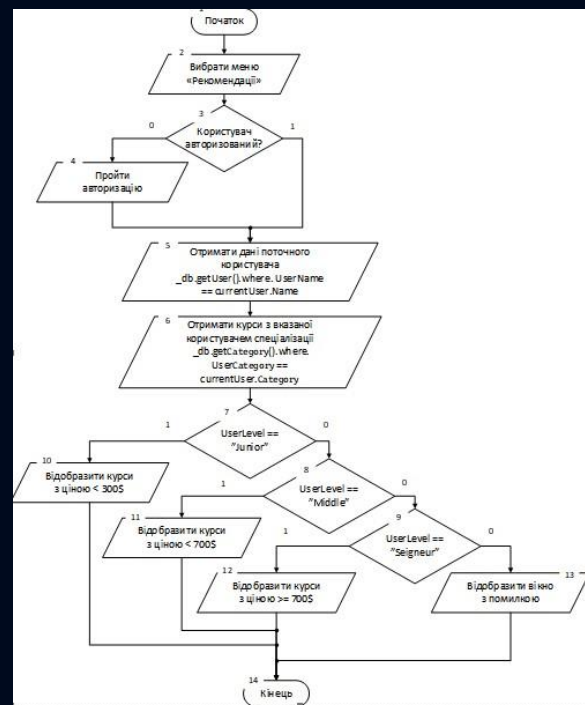 1
Початок
2
Вибрати меню
«Рекомендації»
3
0
Користувач
авторизований?
1
4
Пройти
авторизацію
5
Отримати дані поточного
користувача
_db.getUser().where. UserName
== currentUser.Name
6
Отримати курси з вказаної
користувачем спеціалізації
_db.getCategory().where.
UserCategory ==
currentUser.Category
7
1
UserLevel ==
"Junior"
0
10
Відобразити курси
з ціною < 300$
8
1
UserLevel ==
"Middle"
0
11
Відобразити курси
з ціною < 700$
9
1
UserLevel ==
"Seigneur"
0
12
Відобразити курси
з ціною >= 700$
13
Відобразити вікно
з помилкою
14
Кінець